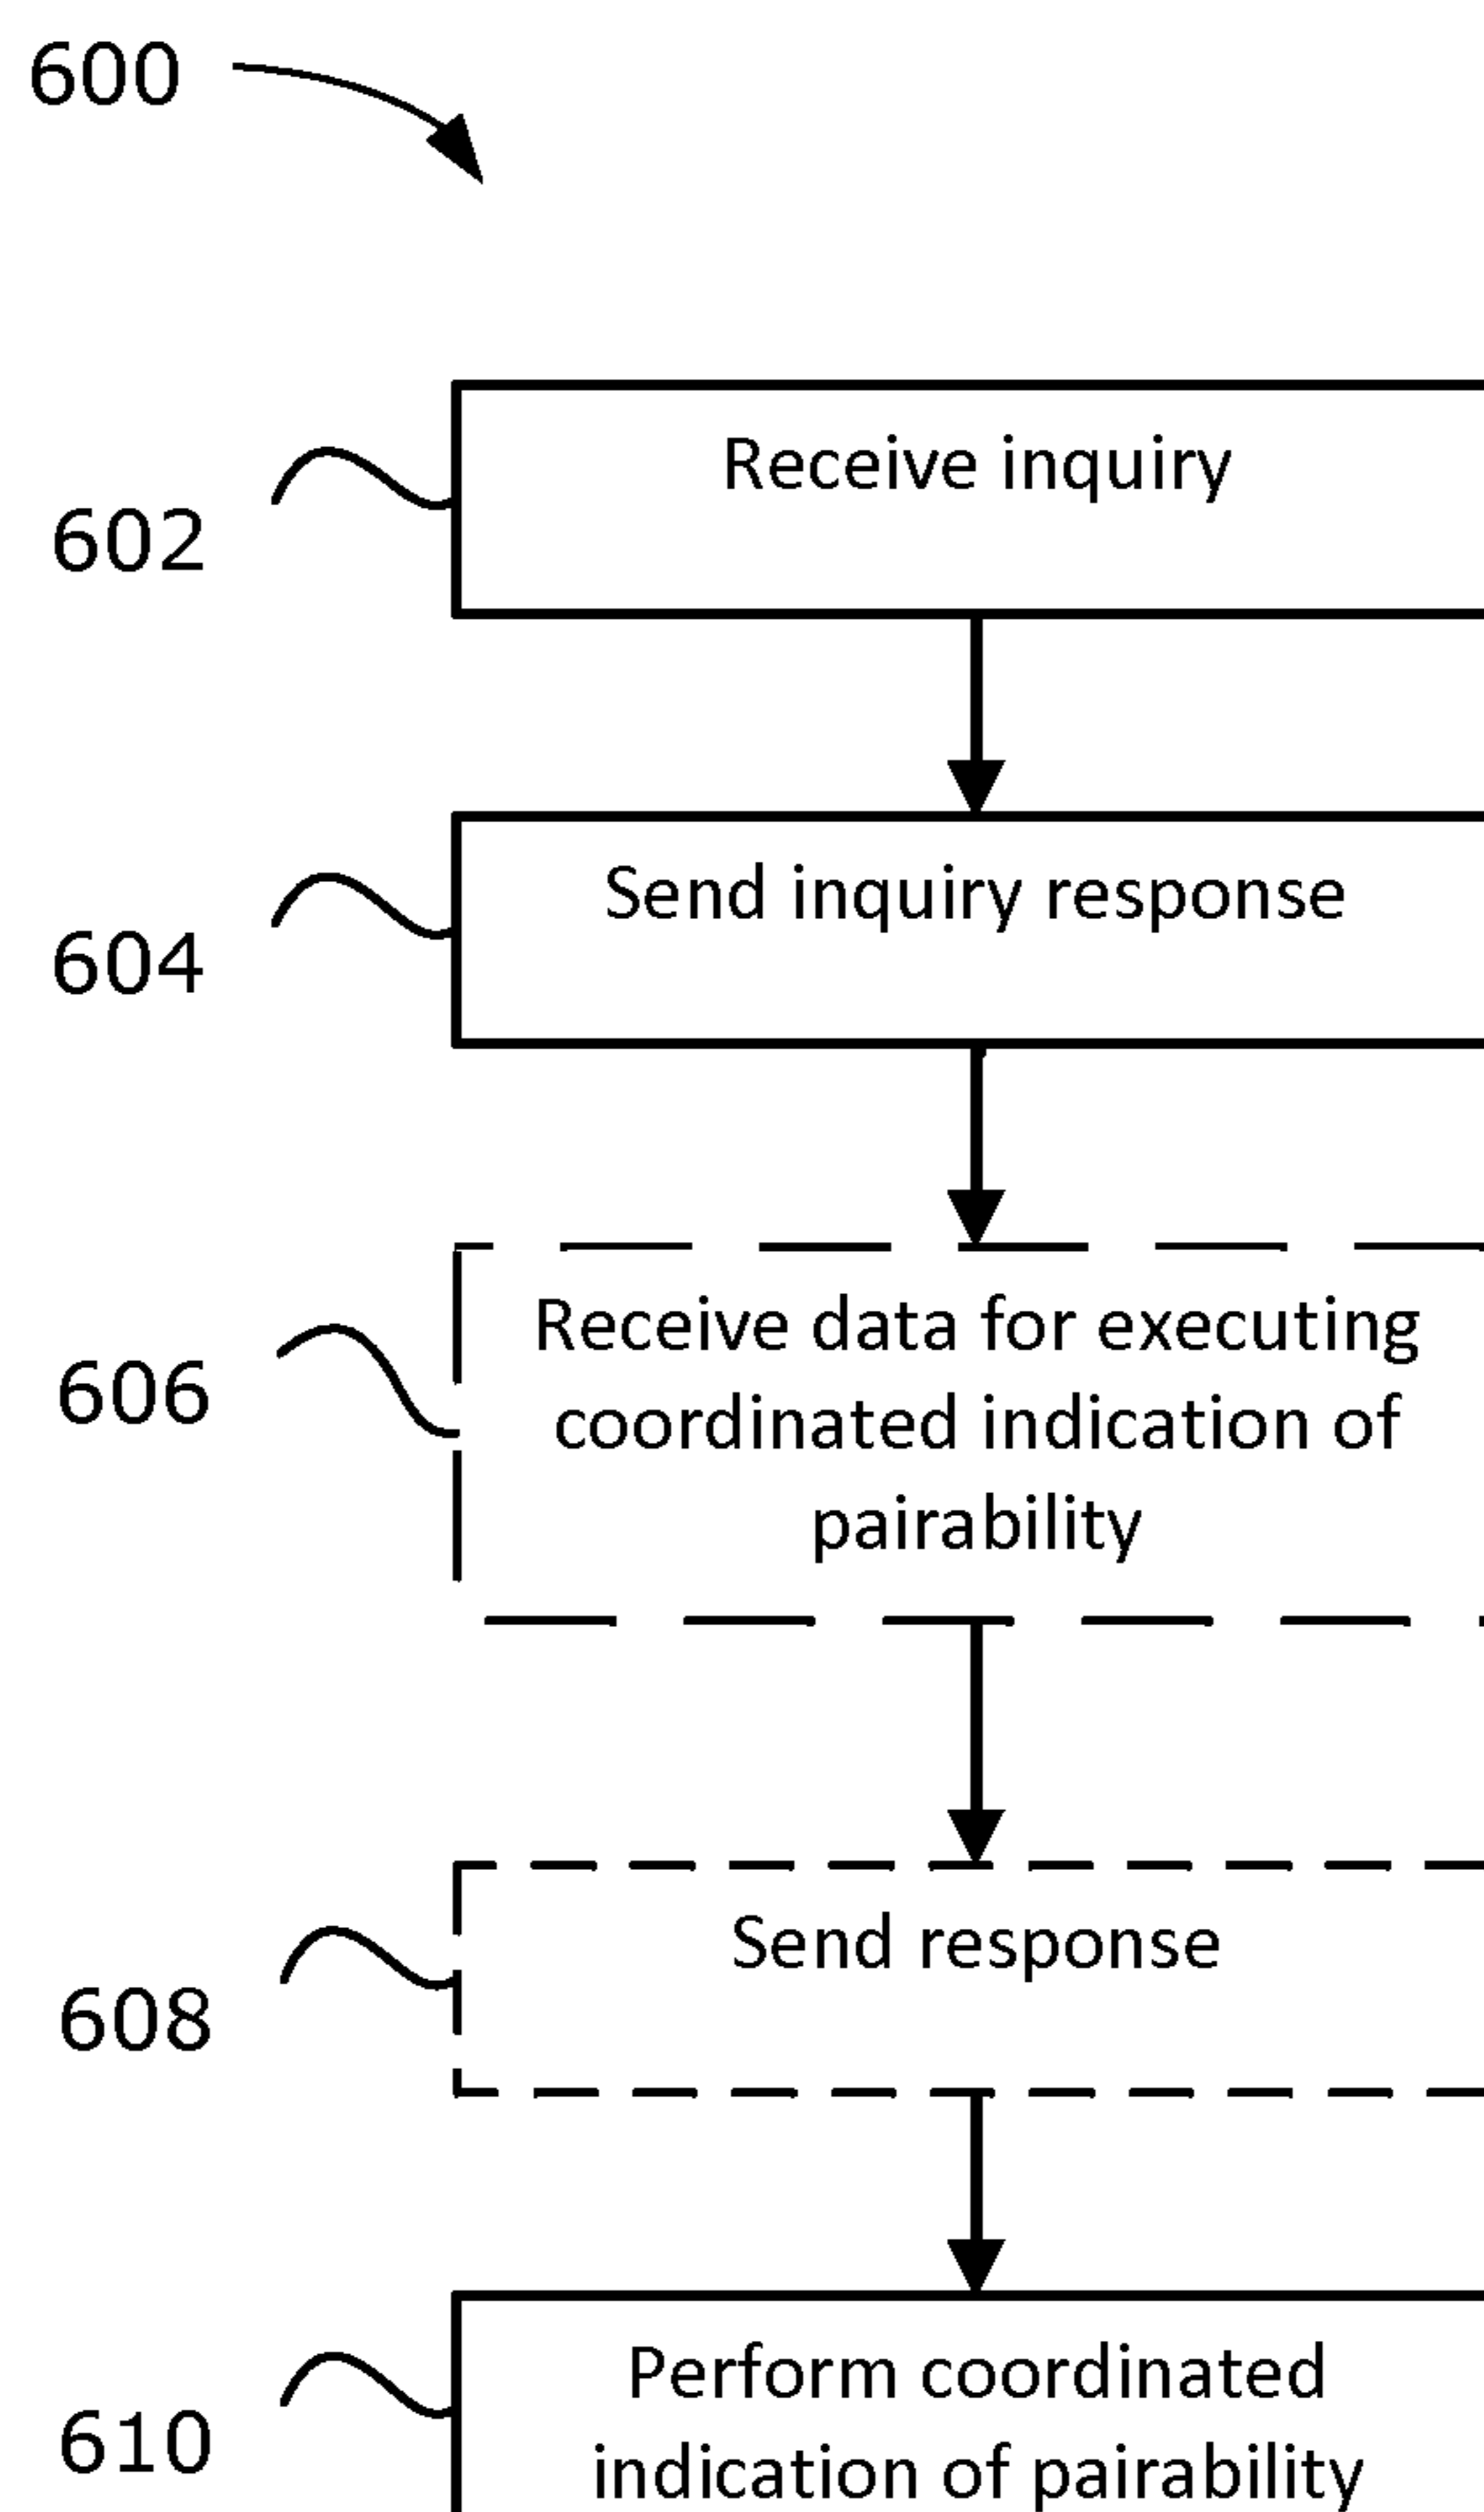 600
Receive inquiry
602
Send inquiry response
604
Receive data for executing
coordinated indication of
pairability
606
Send response
608
Perform coordinated
indication of pairability
610